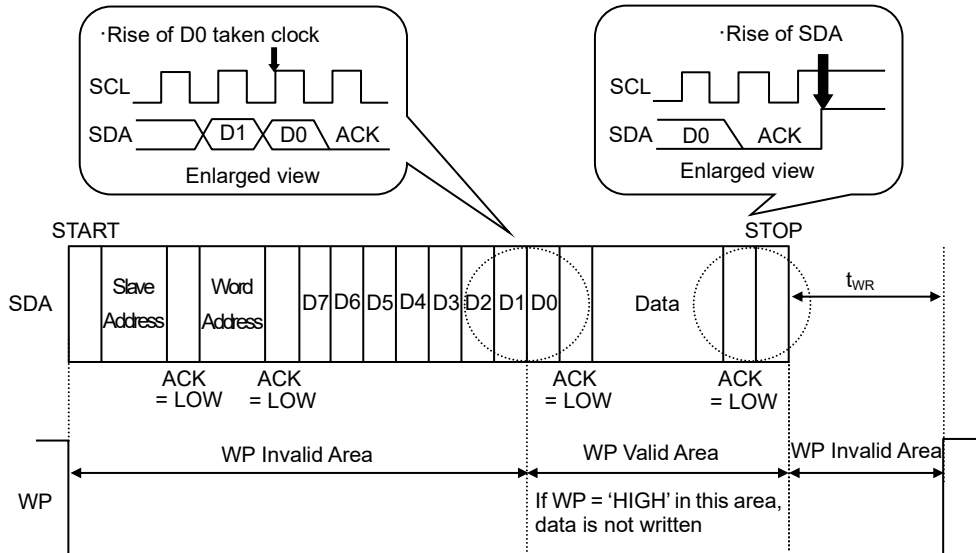 ·Rise of D0 taken clock
SCL
SDA
D1
D0
ACK
Enlarged view
·Rise of SDA
SCL
SDA
D0
ACK
Enlarged view
START
STOP
SDA
Slave
Address
Word
Address
D7
D6
D5
D4
D3
D2
D1
D0
Data
tWR
ACK
= LOW
ACK
= LOW
ACK
= LOW
ACK
= LOW
WP Invalid Area
WP Valid Area
WP Invalid Area
WP
If WP = ‘HIGH’ in this area,
data is not written